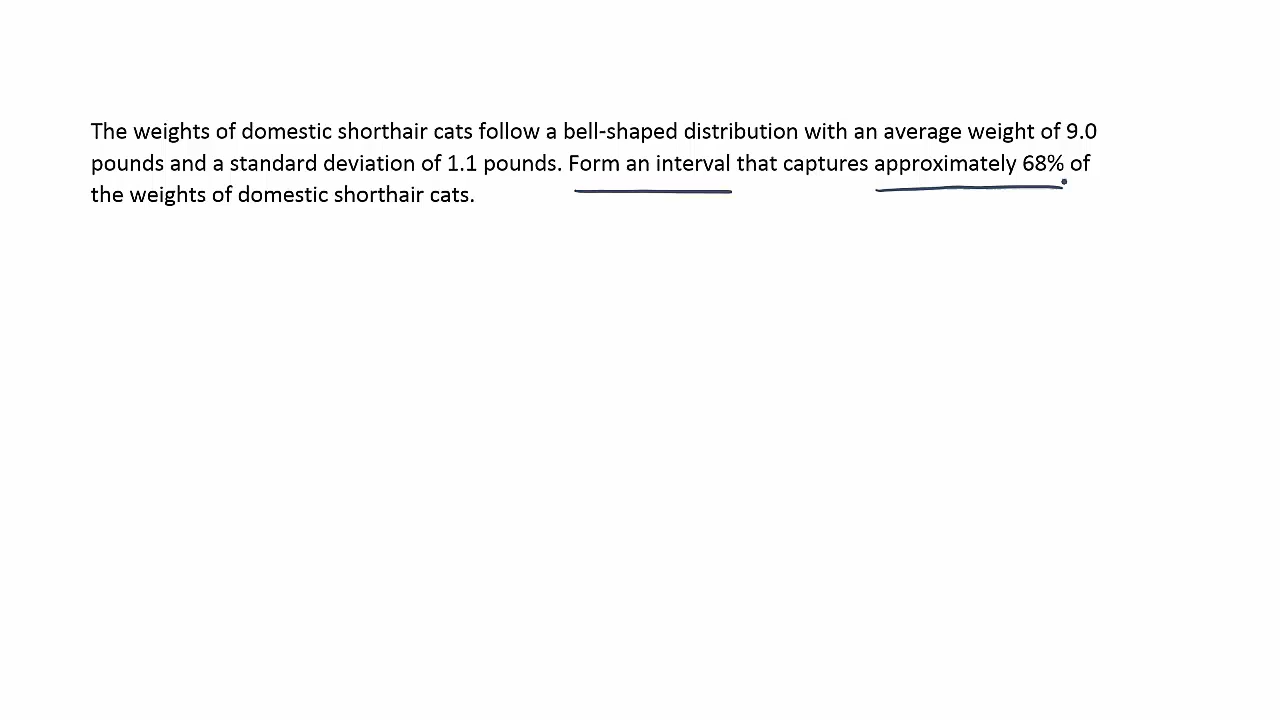 The weights of domestic shorthair cats follow a bell-shaped distribution with an average weight of 9.0
pounds and a standard deviation of 1.1 pounds. Form an interval that captures approximately 68% of
the weights of domestic shorthair cats.